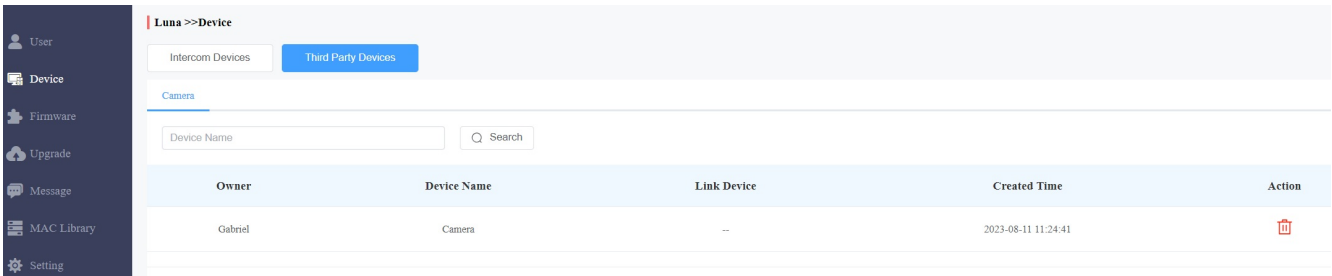 Luna >>Device
User
Device
Firmware
Upgrade
Message
MAC Library
Setting
Intercom Devices Third Party Devices
Camera
Device Name Search
Owner Device Name Link Device Created Time Action
Gabriel Camera -- 2023-08-11 11:24:41